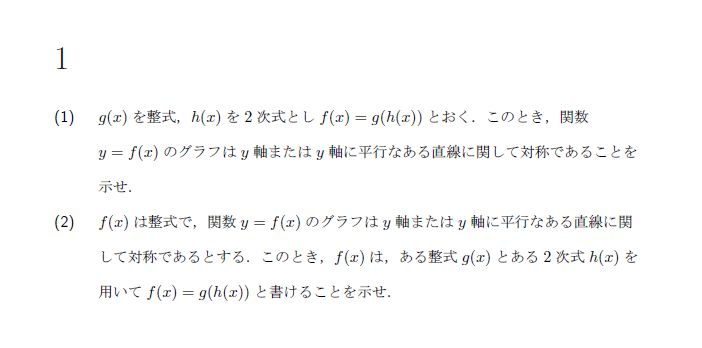 1
(1) g(x) を整式, h(x) を 2 次式とし f(x) = g(h(x)) とおく. このとき, 関数
y = f(x) のグラフは y 軸または y 軸に平行なある直線に関して対称であることを
示せ.
(2) f(x) は整式で, 関数 y = f(x) のグラフは y 軸または y 軸に平行なある直線に関
して対称であるとする. このとき, f(x) は, ある整式 g(x) とある 2 次式 h(x) を
用いて f(x) = g(h(x)) と書けることを示せ.